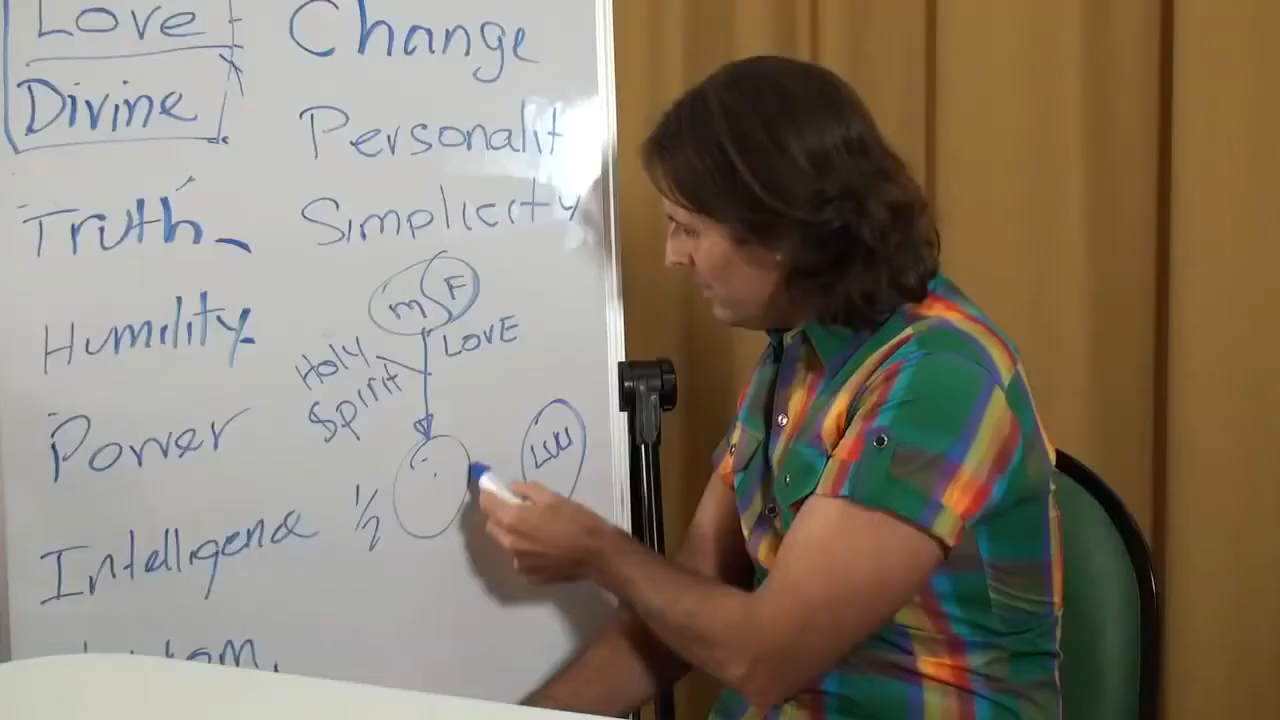 Love
Divine
Truth
Humility
Power
Intelligence
Change
Personalit
Simplicity
m F
LOVE
Holy
Spirit
1/2